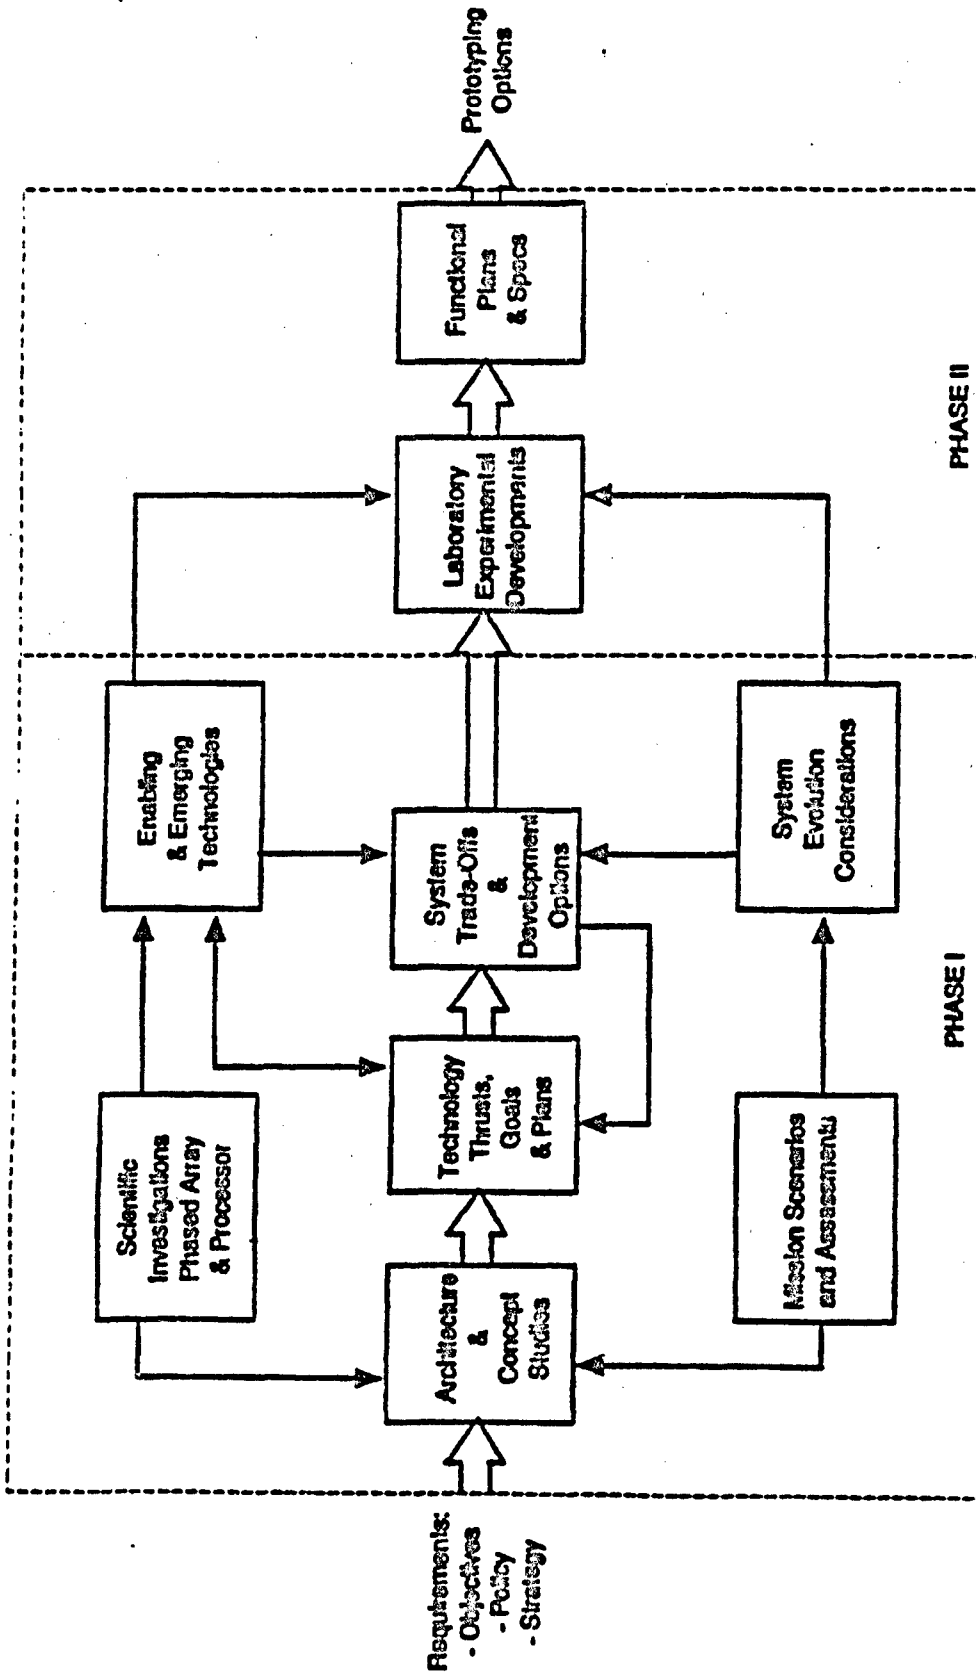 Requirements:
- Objectives
- Policy
- Strategy
Scientific
Investigations
Phased Array
& Processor
Enabling
& Emerging
Technologies
Architecture
&
Concept
Studies
Technology
Thrusts,
Goals
& Plans
System
Trade-Offs
&
Development
Options
Laboratory
Experimental
Developments
Functional
Plans
& Specs
Prototyping
Options
Mission Scenarios
and Assessments
System
Evolution
Considerations
PHASE I
PHASE II